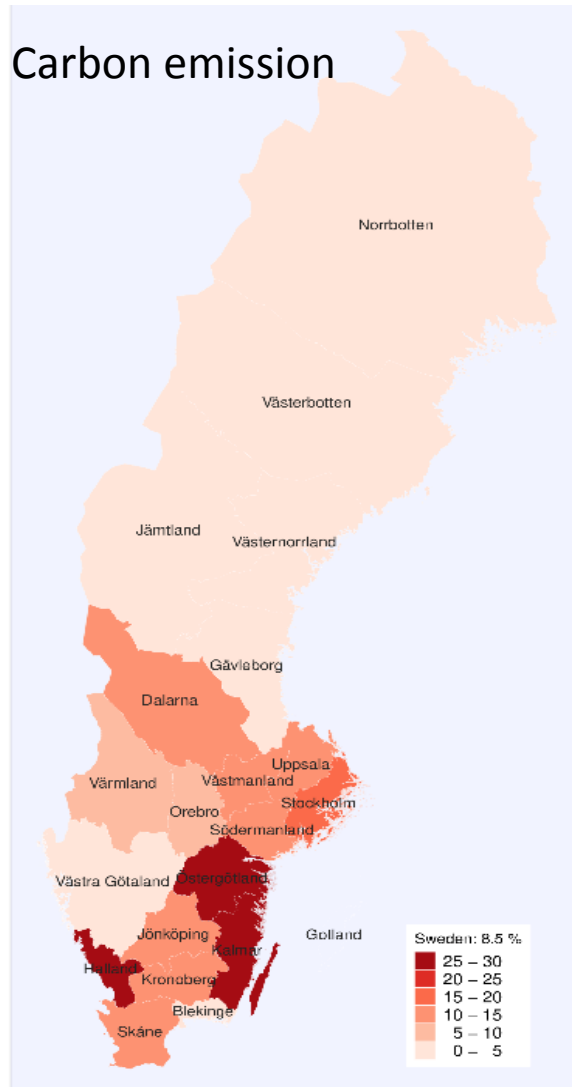 Carbon emission
Norrbotten
Västerbotten
Jämtland
Västernorrland
Gävleborg
Dalarna
Uppsala
Värmland
Västmanland
Stockholm
Orebro
Södermanland
Västra Götaland
Östergötland
Jönköping
Golland
Kalmar
Halland
Kronoberg
Blekinge
Skåne
Sweden: 8.5 %
25 – 30
20 – 25
15 – 20
10 – 15
5 – 10
0 – 5